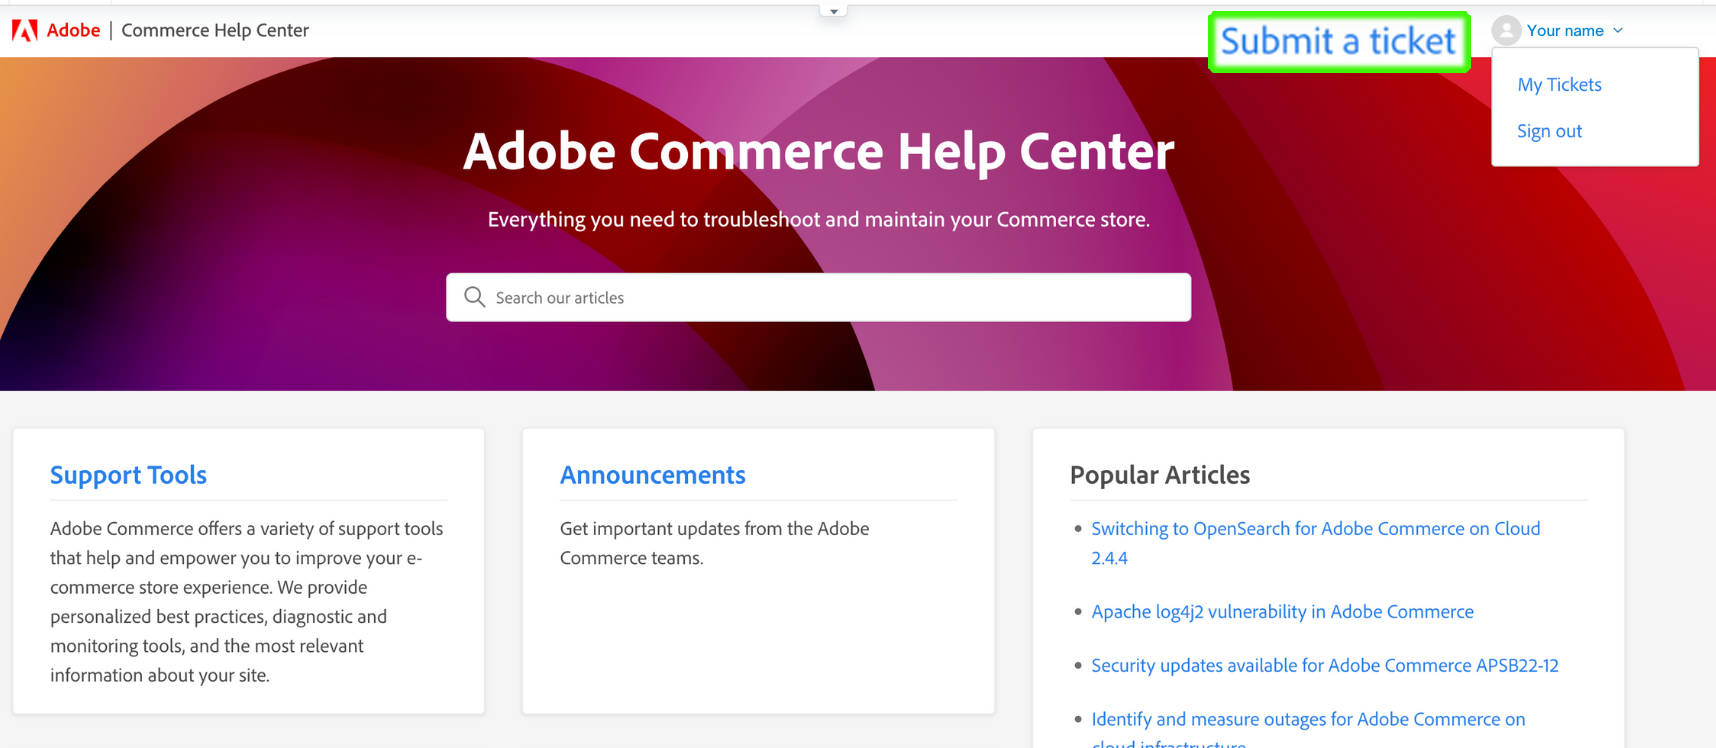 Adobe | Commerce Help Center
Submit a ticket
Your name
My Tickets
Sign out
Adobe Commerce Help Center
Everything you need to troubleshoot and maintain your Commerce store.
Search our articles
Support Tools
Adobe Commerce offers a variety of support tools
that help and empower you to improve your e-
commerce store experience. We provide
personalized best practices, diagnostic and
monitoring tools, and the most relevant
information about your site.
Announcements
Get important updates from the Adobe
Commerce teams.
Popular Articles
• Switching to OpenSearch for Adobe Commerce on Cloud
2.4.4
• Apache log4j2 vulnerability in Adobe Commerce
• Security updates available for Adobe Commerce APSB22-12
• Identify and measure outages for Adobe Commerce on
cloud infrastructure